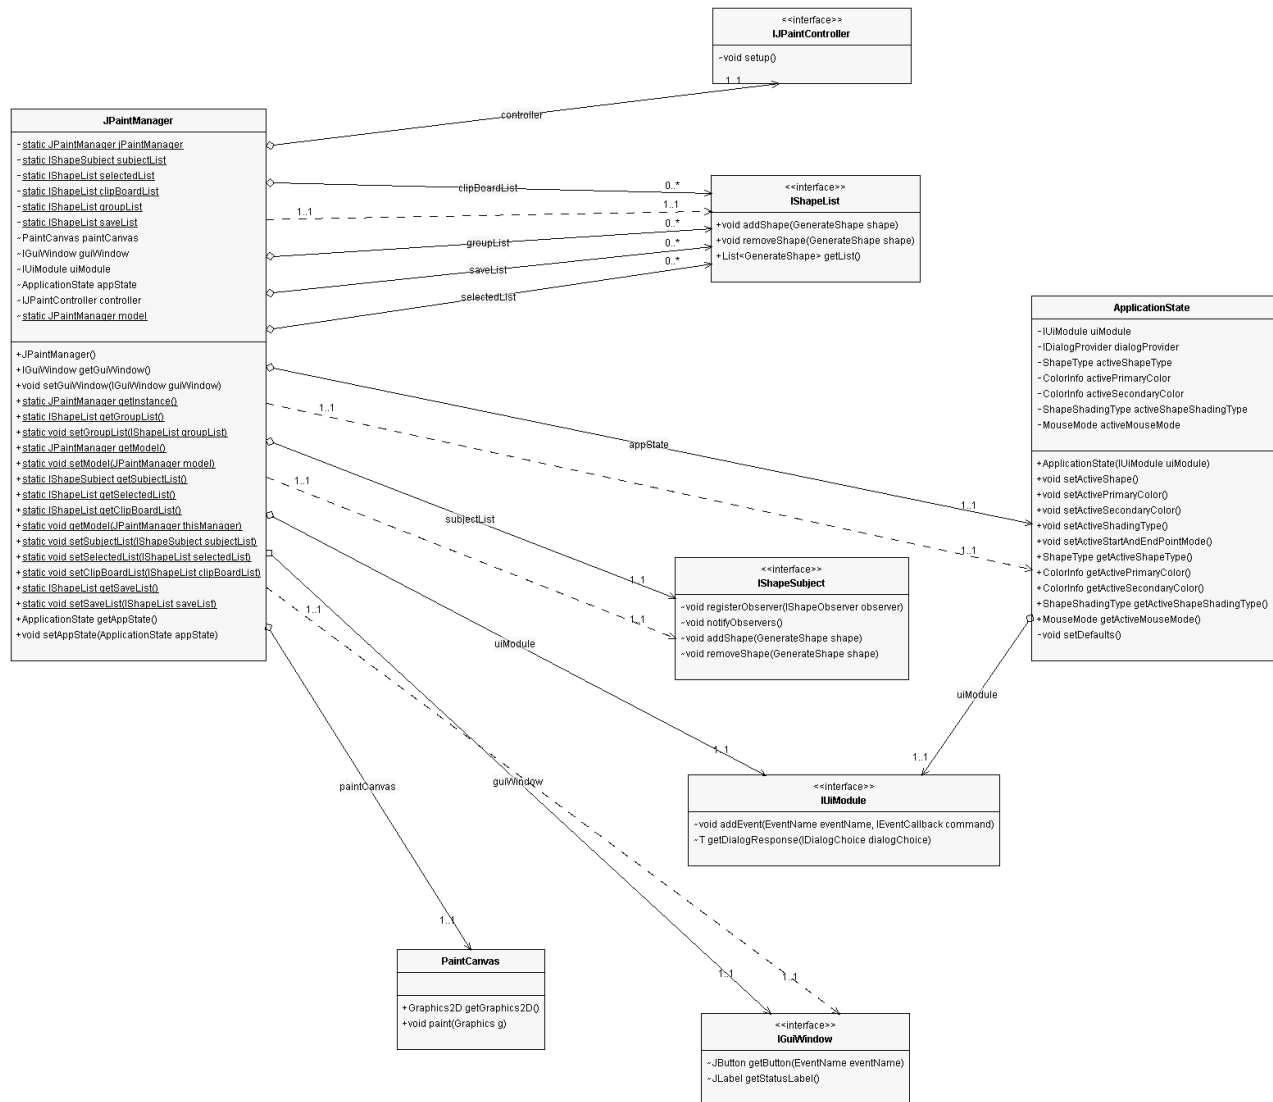 <<interface>>
IJPaintController
~void setup()
1..1
controller
JPaintManager
-static JPaintManager jPaintManager
-static IShapeSubject subjectList
-static IShapeList selectedList
-static IShapeList clipBoardList
-static IShapeList groupList
-static IShapeList saveList
~PaintCanvas paintCanvas
~IGuiWindow guiWindow
~IUiModule uiModule
~ApplicationState appState
~IJPaintController controller
~static JPaintManager model
+JPaintManager()
+IGuiWindow getGuiWindow()
+void setGuiWindow(IGuiWindow guiWindow)
+static JPaintManager getInstance()
+static IShapeList getGroupList()
+static void setGroupList(IShapeList groupList)
+static JPaintManager getModel()
+static void setModel(JPaintManager model)
+static IShapeSubject getSubjectList()
+static IShapeList getSelectedList()
+static IShapeList getClipBoardList()
+static void getModel(JPaintManager thisManager)
+static void setSubjectList(IShapeSubject subjectList)
+static void setSelectedList(IShapeList selectedList)
+static void setClipBoardList(IShapeList clipBoardList)
+static IShapeList getSaveList()
+static void setSaveList(IShapeList saveList)
+ApplicationState getAppState()
+void setAppState(ApplicationState appState)
clipBoardList
0..*
1..1
1..1
groupList
0..*
saveList
0..*
selectedList
0..*
<<interface>>
IShapeList
+void addShape(GenerateShape shape)
+void removeShape(GenerateShape shape)
+List<GenerateShape> getList()
ApplicationState
-IUiModule uiModule
-IDialogProvider dialogProvider
-ShapeType activeShapeType
-ColorInfo activePrimaryColor
-ColorInfo activeSecondaryColor
-ShapeShadingType activeShapeShadingType
-MouseMode activeMouseMode
+ApplicationState(IUiModule uiModule)
+void setActiveShape()
+void setActivePrimaryColor()
+void setActiveSecondaryColor()
+void setActiveShadingType()
+void setActiveStartAndEndPointMode()
+ShapeType getActiveShapeType()
+ColorInfo getActivePrimaryColor()
+ColorInfo getActiveSecondaryColor()
+ShapeShadingType getActiveShapeShadingType()
+MouseMode getActiveMouseMode()
-void setDefaults()
1..1
appState
1..1
1..1
1..1
subjectList
1..1
1..1
<<interface>>
IShapeSubject
~void registerObserver(IShapeObserver observer)
~void notifyObservers()
~void addShape(GenerateShape shape)
~void removeShape(GenerateShape shape)
1..1
uiModule
1..1
uiModule
1..1
<<interface>>
IUiModule
~void addEvent(EventName eventName, IEventCallback command)
~T getDialogResponse(IDialogChoice dialogChoice)
paintCanvas
guiWindow
1..1
1..1
1..1
PaintCanvas
+Graphics2D getGraphics2D()
+void paint(Graphics g)
<<interface>>
IGuiWindow
~JButton getButton(EventName eventName)
~JLabel getStatusLabel()